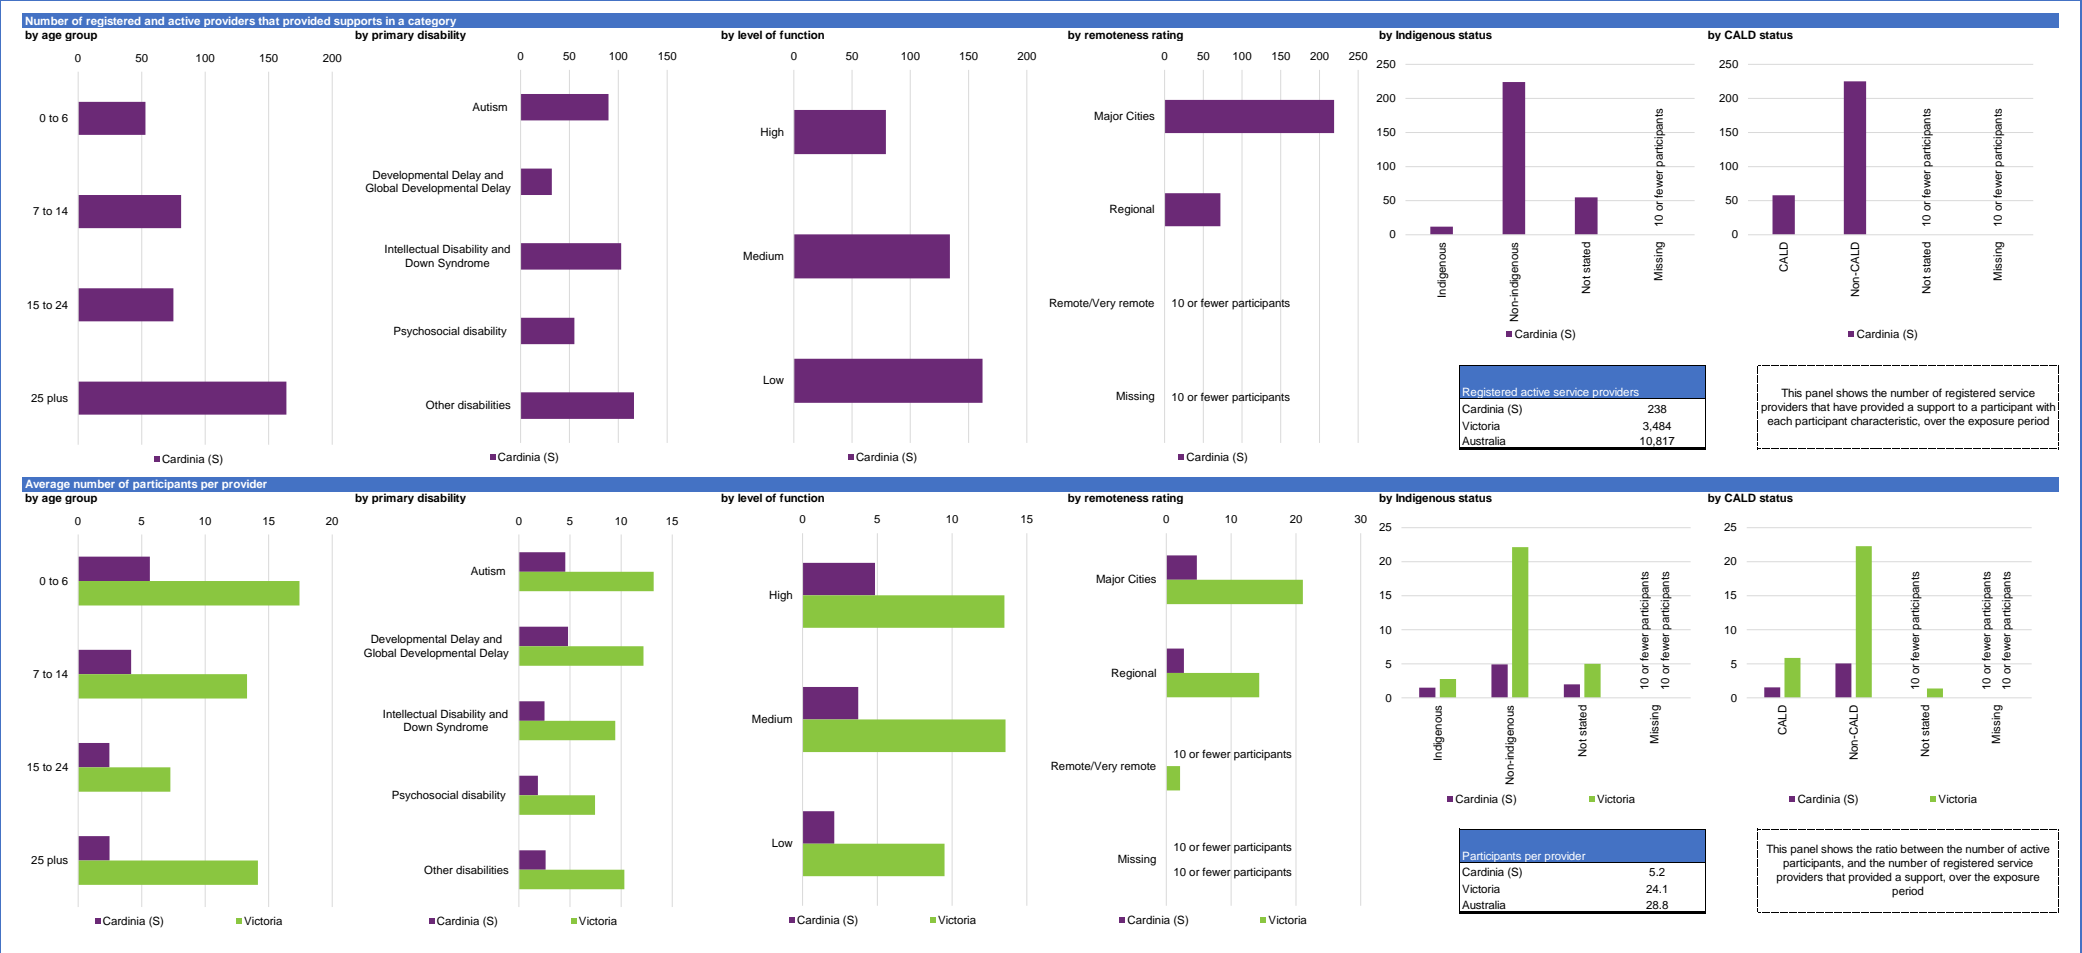 Number of registered and active providers that provided supports in a category
by age group
0 50 100 150 200
0 to 6
7 to 14
15 to 24
25 plus
Cardinia (S)
by primary disability
0 50 100 150
Autism
Developmental Delay and
Global Developmental Delay
Intellectual Disability and
Down Syndrome
Psychosocial disability
Other disabilities
Cardinia (S)
by level of function
0 50 100 150 200
High
Medium
Low
Cardinia (S)
by remoteness rating
0 50 100 150 200 250
Major Cities
Regional
Remote/Very remote
10 or fewer participants
Missing
10 or fewer participants
Cardinia (S)
by Indigenous status
250
200
150
100
50
0
10 or fewer participants
Indigenous
Non-indigenous
Not stated
Missing
Cardinia (S)
by CALD status
250
200
150
100
50
0
10 or fewer participants
10 or fewer participants
CALD
Non-CALD
Not stated
Missing
Cardinia (S)
Registered active service providers
Cardinia (S) 238
Victoria 3,484
Australia 10,817
This panel shows the number of registered service
providers that have provided a support to a participant with
each participant characteristic, over the exposure period
Average number of participants per provider
by age group
0 5 10 15 20
0 to 6
7 to 14
15 to 24
25 plus
Cardinia (S) Victoria
by primary disability
0 5 10 15
Autism
Developmental Delay and
Global Developmental Delay
Intellectual Disability and
Down Syndrome
Psychosocial disability
Other disabilities
Cardinia (S) Victoria
by level of function
0 5 10 15
High
Medium
Low
Cardinia (S) Victoria
by remoteness rating
0 10 20 30
Major Cities
Regional
10 or fewer participants
Remote/Very remote
10 or fewer participants
Missing
10 or fewer participants
Cardinia (S) Victoria
by Indigenous status
25
20
15
10
5
0
10 or fewer participants
10 or fewer participants
Indigenous
Non-indigenous
Not stated
Missing
Cardinia (S) Victoria
by CALD status
25
20
15
10
5
0
10 or fewer participants
10 or fewer participants
10 or fewer participants
CALD
Non-CALD
Not stated
Missing
Cardinia (S) Victoria
Participants per provider
Cardinia (S) 5.2
Victoria 24.1
Australia 28.8
This panel shows the ratio between the number of active
participants, and the number of registered service
providers that provided a support, over the exposure
period